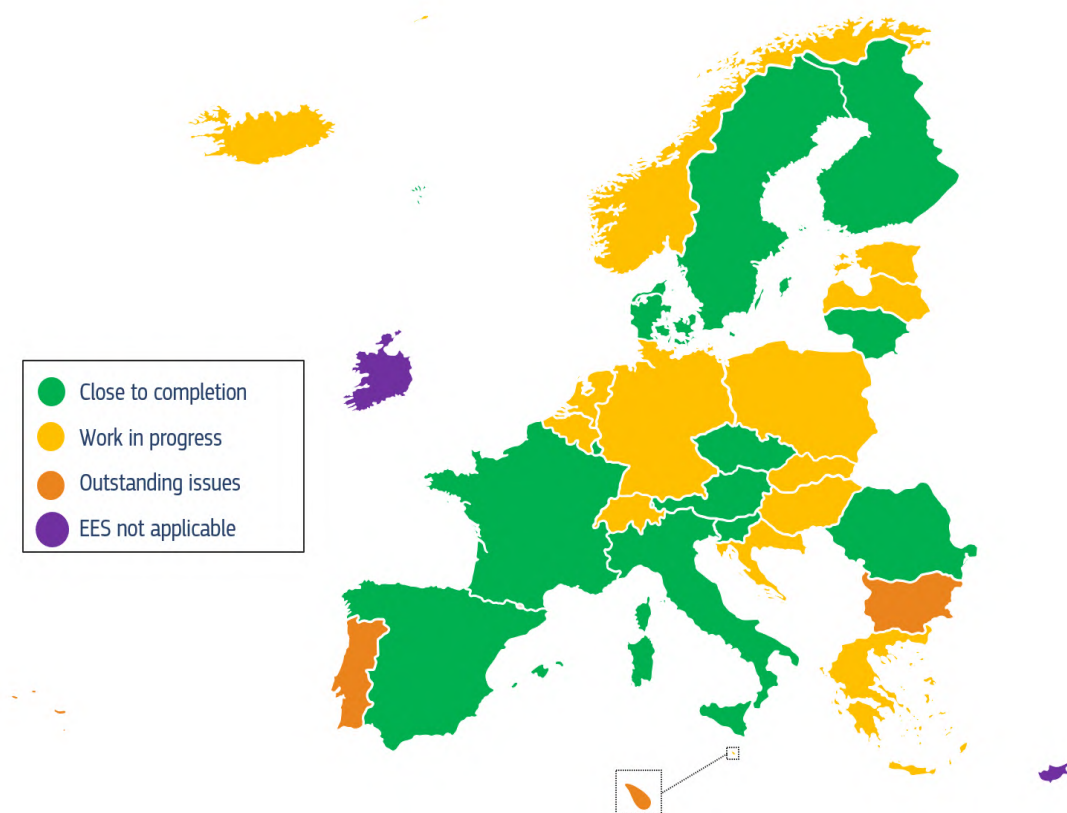 Close to completion
Work in progress
Outstanding issues
EES not applicable